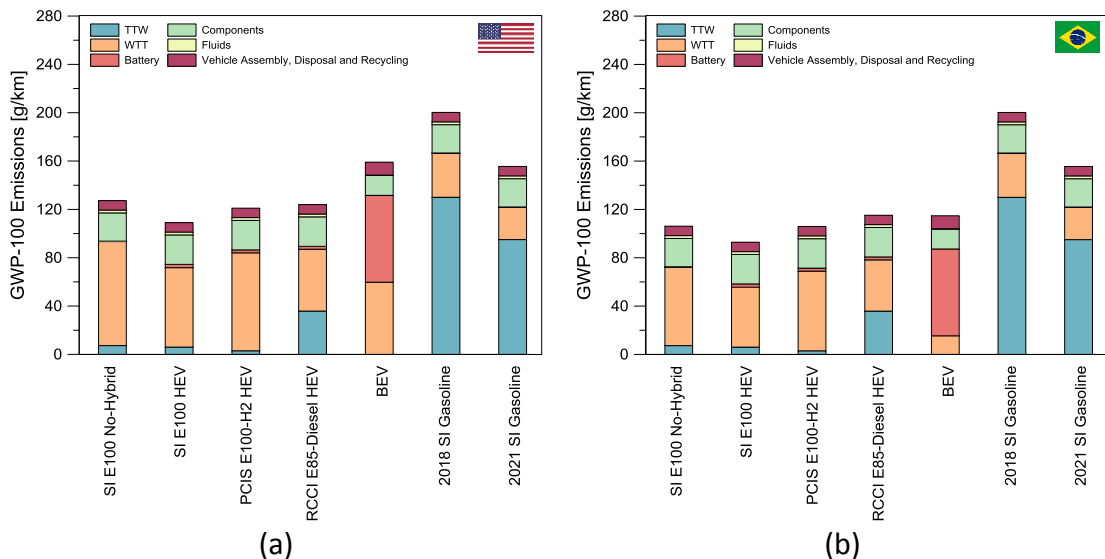 GWP-100 Emissions [g/km]
280
240
200
160
120
80
40
0
TTW
WTT
Battery
Components
Fluids
Vehicle Assembly, Disposal and Recycling
SI E100 No-Hybrid
SI E100 HEV
PCIS E100-H2 HEV
RCCI E85-Diesel HEV
BEV
2018 SI Gasoline
2021 SI Gasoline
(a)
GWP-100 Emissions [g/km]
280
240
200
160
120
80
40
0
TTW
WTT
Battery
Components
Fluids
Vehicle Assembly, Disposal and Recycling
SI E100 No-Hybrid
SI E100 HEV
PCIS E100-H2 HEV
RCCI E85-Diesel HEV
BEV
2018 SI Gasoline
2021 SI Gasoline
(b)